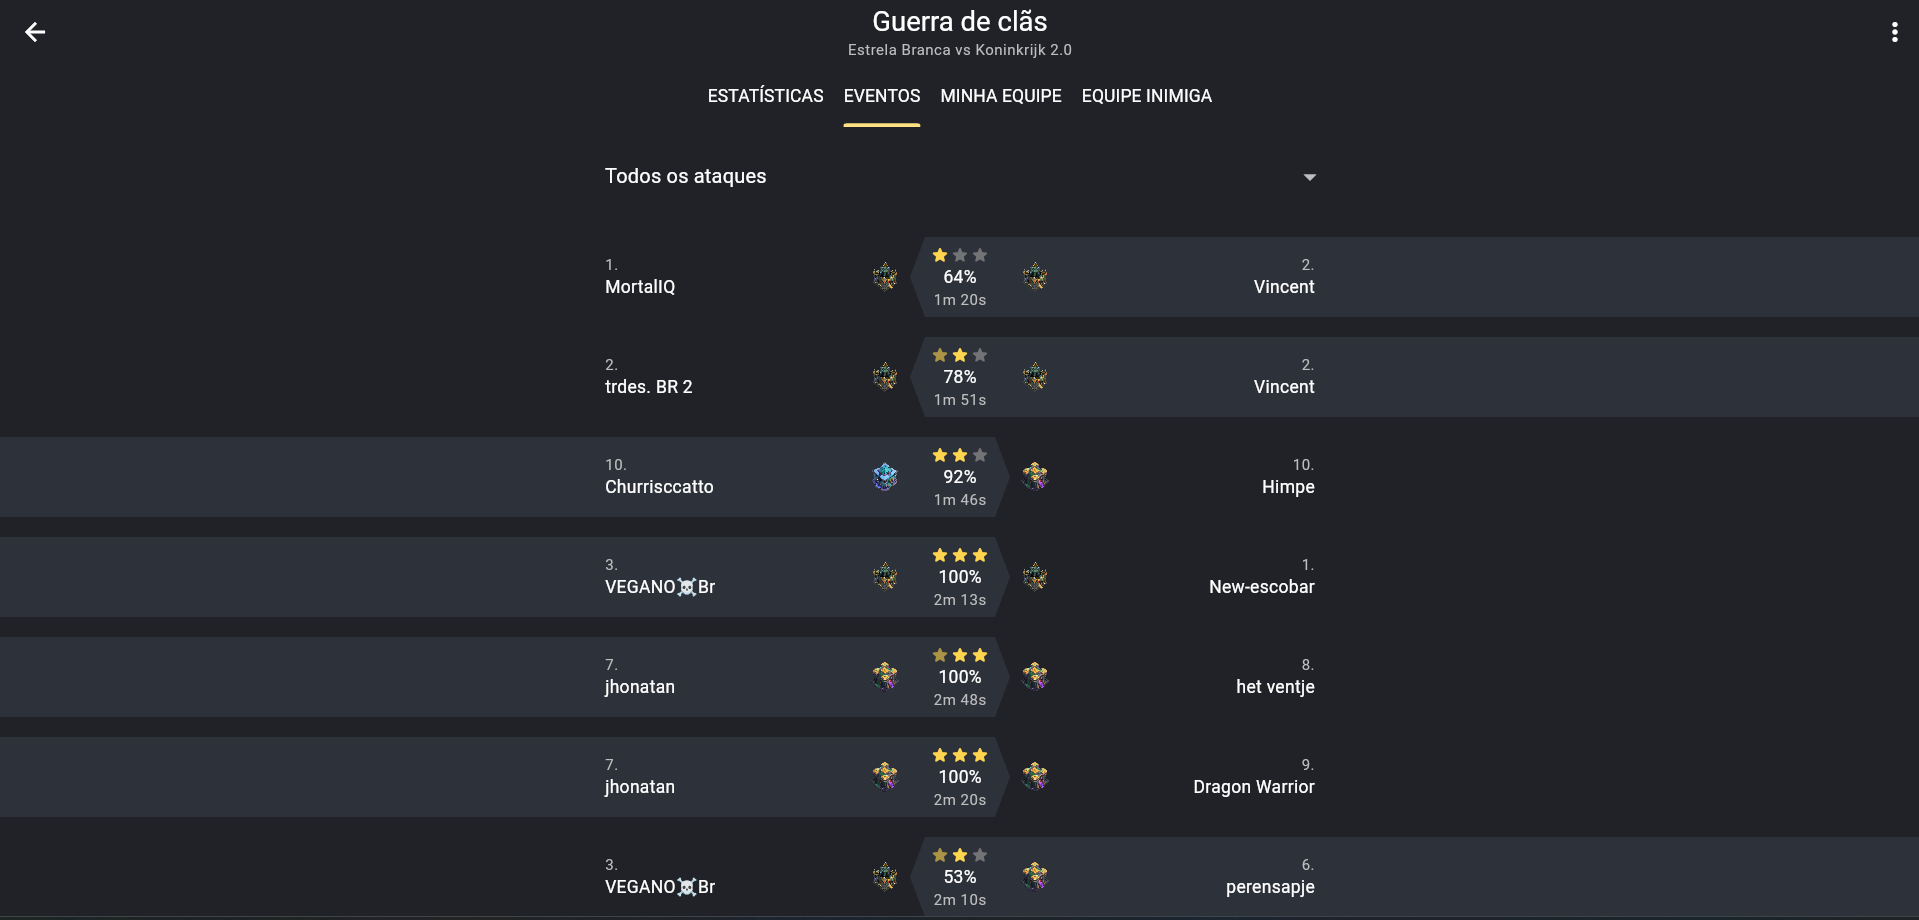 Guerra de clãs
Estrela Branca vs Koninkrijk 2.0
ESTATÍSTICAS EVENTOS MINHA EQUIPE EQUIPE INIMIGA
Todos os ataques
1.
MortalIQ
64%
1m 20s
2.
Vincent
2.
trdes. BR 2
78%
1m 51s
2.
Vincent
10.
Churrisccatto
92%
1m 46s
10.
Himpe
3.
VEGANO☠️Br
100%
2m 13s
1.
New-escobar
7.
jhonatan
100%
2m 48s
8.
het ventje
7.
jhonatan
100%
2m 20s
9.
Dragon Warrior
3.
VEGANO☠️Br
53%
2m 10s
6.
perensapje